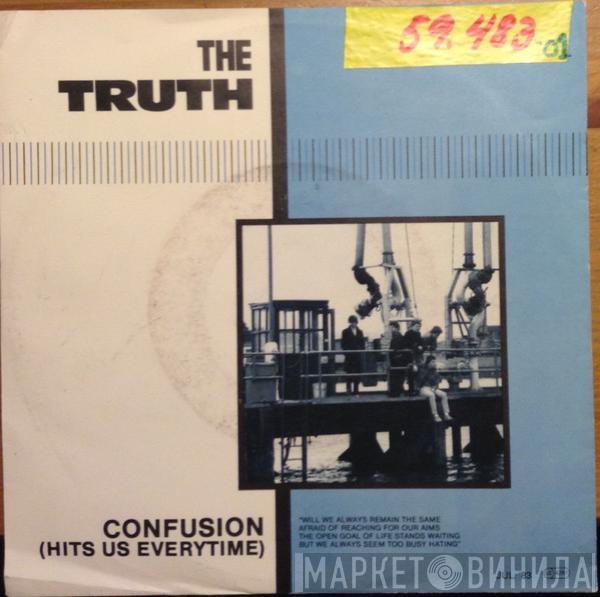 59.483-01
THE
TRUTH
CONFUSION
(HITS US EVERYTIME)
"WILL WE ALWAYS REMAIN THE SAME
AFRAID OF REACHING FOR OUR AIMS
THE OPEN GOAL OF LIFE STANDS WAITING
BUT WE ALWAYS SEEM TOO BUSY HATING"
МАРКЕТ ВИНИЛА